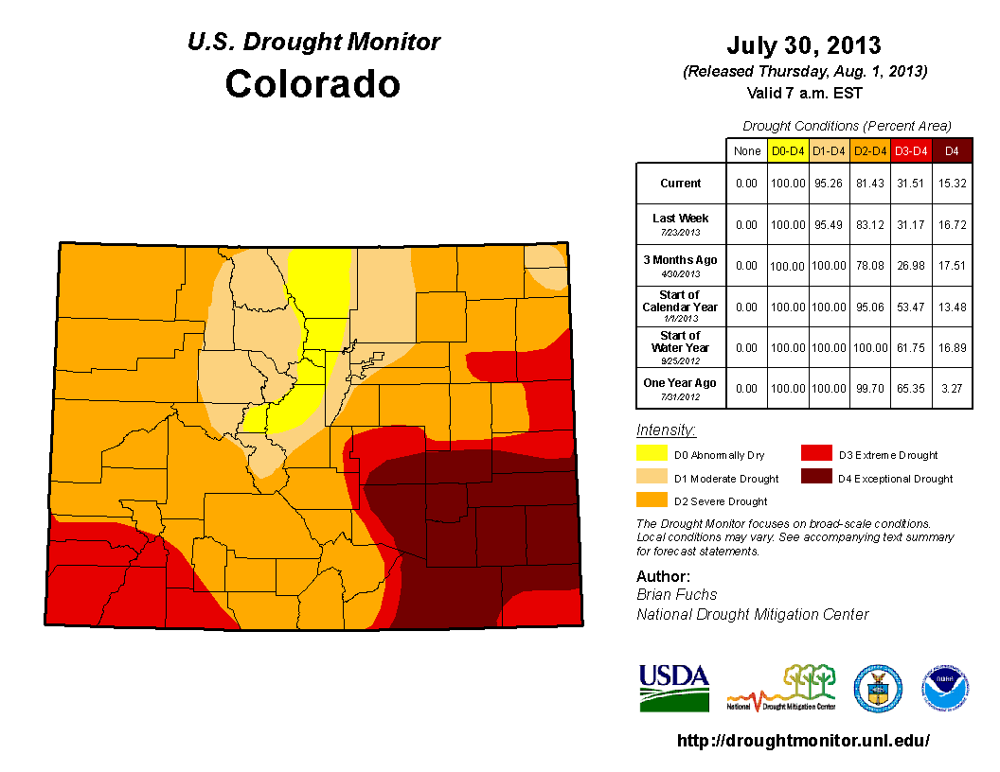 U.S. Drought Monitor
Colorado
July 30, 2013
(Released Thursday, Aug. 1, 2013)
Valid 7 a.m. EST
Drought Conditions (Percent Area)
None D0-D4 D1-D4 D2-D4 D3-D4 D4
Current 0.00 100.00 95.26 81.43 31.51 15.32
Last Week
7/23/2013
0.00 100.00 95.49 83.12 31.17 16.72
3 Months Ago
4/30/2013
0.00 100.00 100.00 78.08 26.98 17.51
Start of
Calendar Year
1/1/2013
0.00 100.00 100.00 95.06 53.47 13.48
Start of
Water Year
9/25/2012
0.00 100.00 100.00 100.00 61.75 16.89
One Year Ago
7/31/2012
0.00 100.00 100.00 99.70 65.35 3.27
Intensity:
D0 Abnormally Dry
D1 Moderate Drought
D2 Severe Drought
D3 Extreme Drought
D4 Exceptional Drought
The Drought Monitor focuses on broad-scale conditions.
Local conditions may vary. See accompanying text summary
for forecast statements.
Author:
Brian Fuchs
National Drought Mitigation Center
USDA
National Drought Mitigation Center
NOAA
http://droughtmonitor.unl.edu/